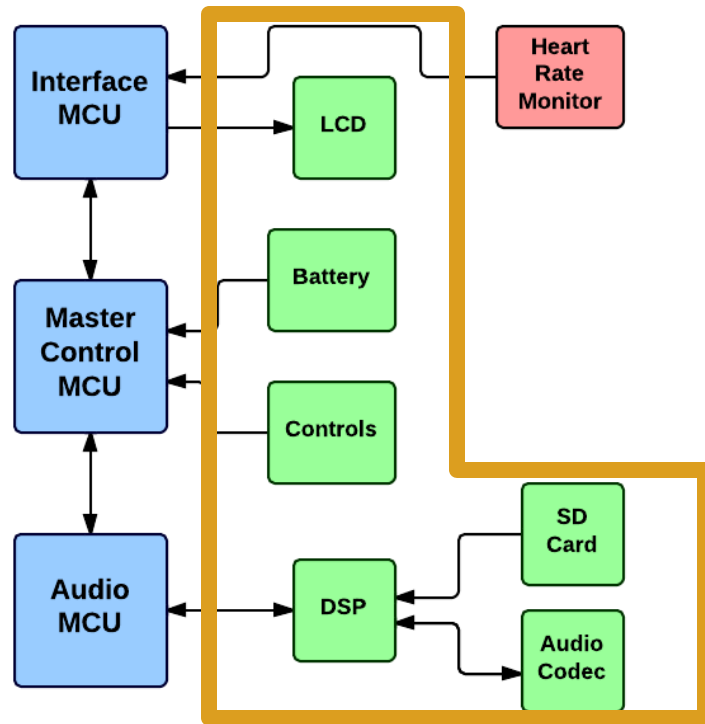 Interface
MCU
LCD
Heart
Rate
Monitor
Battery
Master
Control
MCU
Controls
SD
Card
Audio
MCU
DSP
Audio
Codec